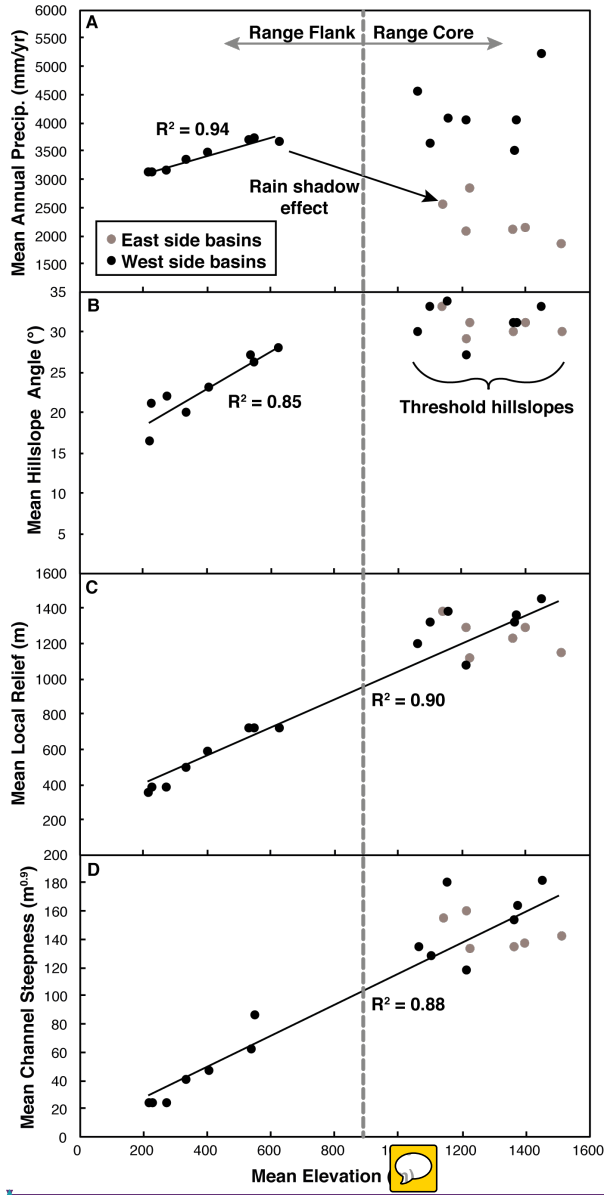 A
Range Flank
Range Core
R² = 0.94
Rain shadow
effect
East side basins
West side basins
Mean Annual Precip. (mm/yr)
6000
5500
5000
4500
4000
3500
3000
2500
2000
1500
B
R² = 0.85
Threshold hillslopes
Mean Hillslope Angle (°)
35
30
25
20
15
10
5
C
R² = 0.90
Mean Local Relief (m)
1600
1400
1200
1000
800
600
400
200
D
R² = 0.88
Mean Channel Steepness (m⁰·⁹)
200
180
160
140
120
100
80
60
40
20
0
0 200 400 600 800 1200 1400 1600
Mean Elevation (